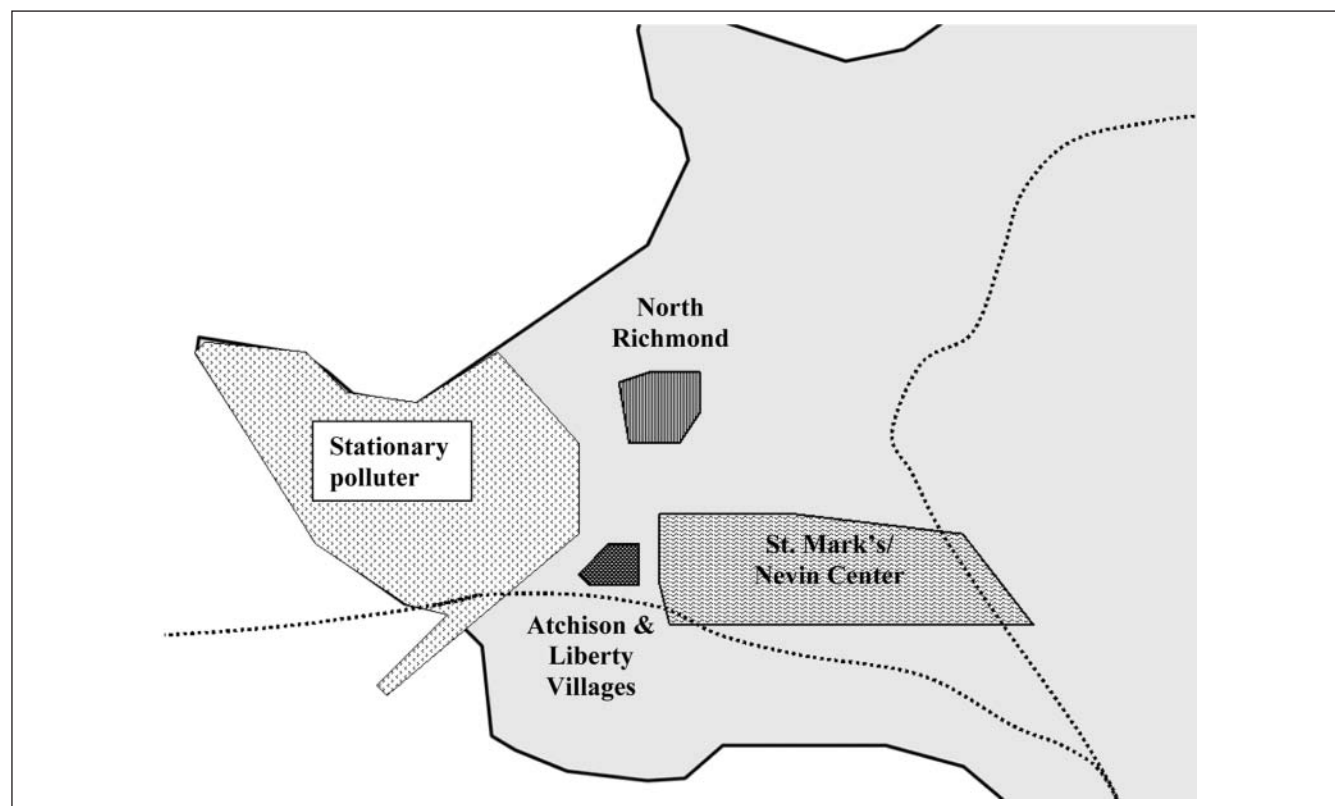 North
Richmond
Stationary
polluter
St. Mark's/
Nevin Center
Atchison &
Liberty
Villages